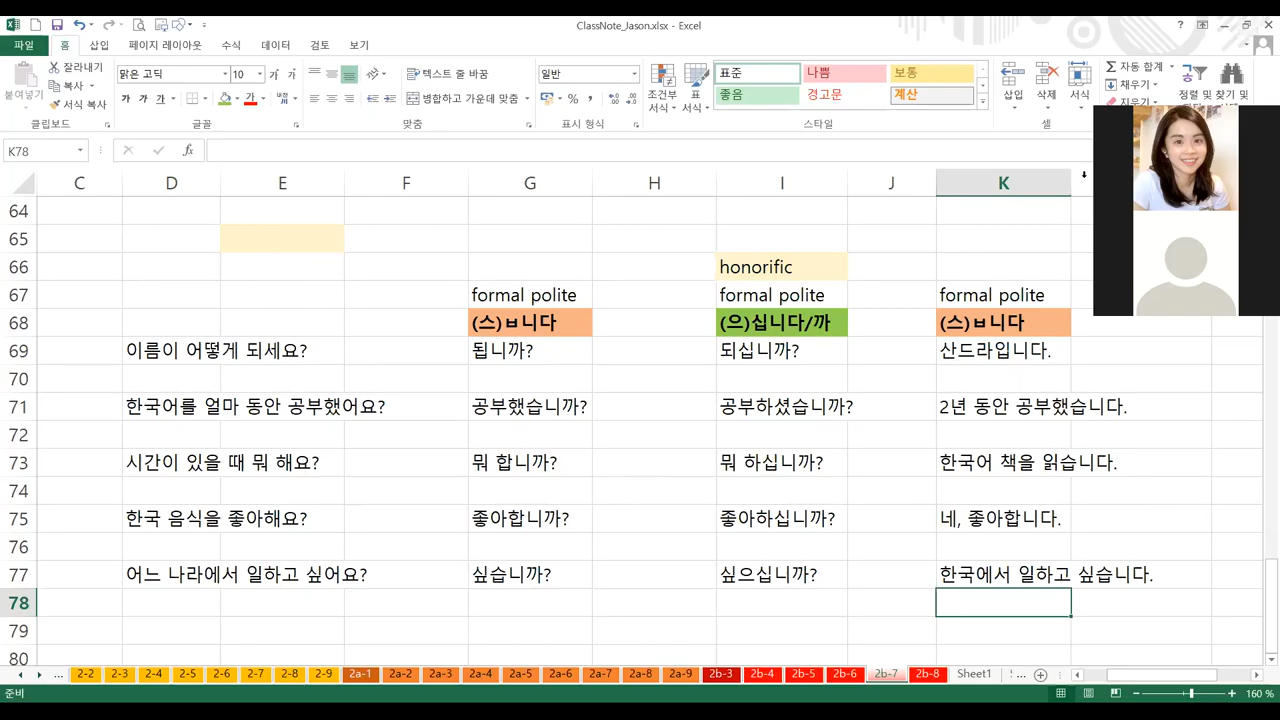 ClassNote_Jason.xlsx - Excel
파일 홈 삽입 페이지 레이아웃 수식 데이터 검토 보기
붙여넣기 잘라내기 복사 서식 복사 클립보드
맑은 고딕 10 가 가 가 가 가 글꼴
텍스트 줄 바꿈 병합하고 가운데 맞춤 맞춤
일반 % 표시 형식
조건부 서식 표 서식 표준 나쁨 보통 좋음 경고문 계산 스타일
삽입 삭제 서식 셀
자동 합계 채우기 지우기 정렬 및 찾기 및
K78 fx
C D E F G H I J K
64
65
66 honorific
67 formal polite formal polite formal polite
68 (스)ㅂ니다 (으)십니다/까 (스)ㅂ니다
69 이름이 어떻게 되세요? 됩니까? 되십니까? 산드라입니다.
70
71 한국어를 얼마 동안 공부했어요? 공부했습니까? 공부하셨습니까? 2년 동안 공부했습니다.
72
73 시간이 있을 때 뭐 해요? 뭐 합니까? 뭐 하십니까? 한국어 책을 읽습니다.
74
75 한국 음식을 좋아해요? 좋아합니까? 좋아하십니까? 네, 좋아합니다.
76
77 어느 나라에서 일하고 싶어요? 싶습니까? 싶으십니까? 한국에서 일하고 싶습니다.
78
79
80
... 2-2 2-3 2-4 2-5 2-6 2-7 2-8 2-9 2a-1 2a-2 2a-3 2a-4 2a-5 2a-6 2a-7 2a-8 2a-9 2b-3 2b-4 2b-5 2b-6 2b-7 2b-8 Sheet1 ...
준비 160 %